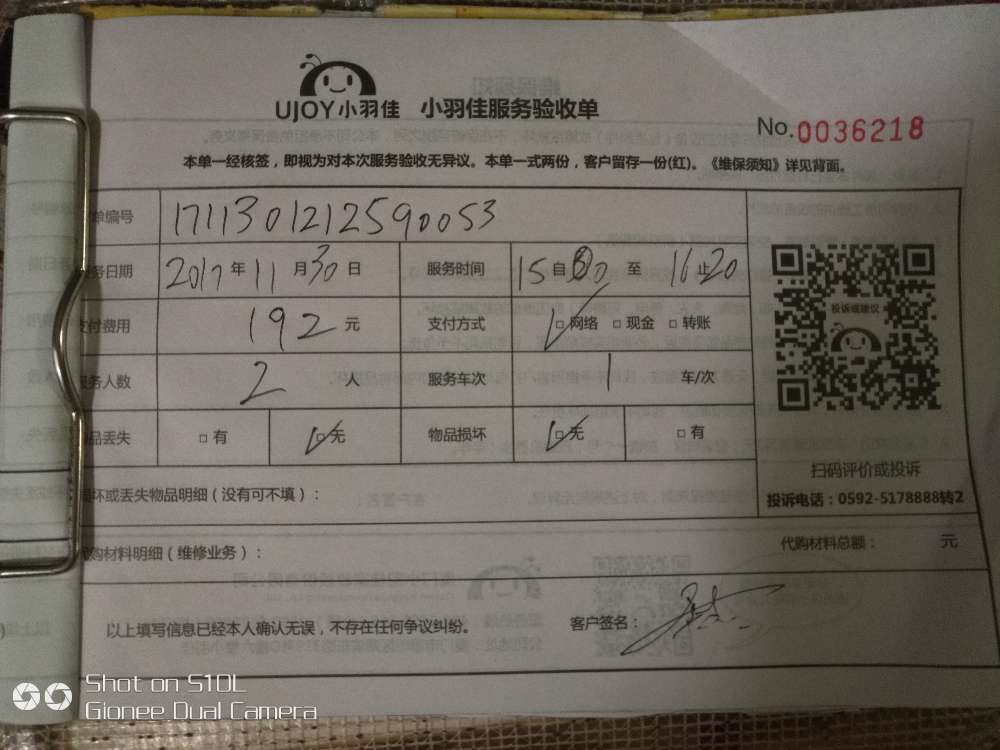 UJOY小羽佳 小羽佳服务验收单
No.0036218
本单一经核签，即视为对本次服务验收无异议。本单一式两份，客户留存一份(红)。《维保须知》详见背面。
单编号 1711301212590053
务日期 2017年11月30日 服务时间 15自00至16止20
支付费用 192元 支付方式 □网络 □现金 □转账
服务人数 2人 服务车次 1车/次
品丢失 □有 □无 物品损坏 □无 □有
投诉或建议
扫码评价或投诉
投诉电话：0592-5178888转2
损坏或丢失物品明细（没有可不填）：
购材料明细（维修业务）： 代购材料总额： 元
以上填写信息已经本人确认无误，不存在任何争议纠纷。 客户签名：
Shot on S10L
Gionee Dual Camera